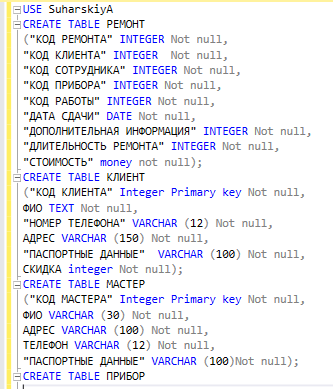 USE SuharskiyA
CREATE TABLE РЕМОНТ
("КОД РЕМОНТА" INTEGER Not null,
"КОД КЛИЕНТА" INTEGER  Not null,
"КОД СОТРУДНИКА" INTEGER Not null,
"КОД ПРИБОРА" INTEGER Not null,
"КОД РАБОТЫ" INTEGER Not null,
"ДАТА СДАЧИ" DATE Not null,
"ДОПОЛНИТЕЛЬНАЯ ИНФОРМАЦИЯ" INTEGER Not null,
"ДЛИТЕЛЬНОСТЬ РЕМОНТА" INTEGER Not null,
"СТОИМОСТЬ" money not null);
CREATE TABLE КЛИЕНТ
("КОД КЛИЕНТА" Integer Primary key Not null,
ФИО TEXT Not null,
"НОМЕР ТЕЛЕФОНА" VARCHAR (12) Not null,
АДРЕС VARCHAR (150) Not null,
"ПАСПОРТНЫЕ ДАННЫЕ"  VARCHAR (100) Not null,
СКИДКА integer Not null);
CREATE TABLE МАСТЕР
("КОД МАСТЕРА" Integer Primary key Not null,
ФИО VARCHAR (30) Not null,
АДРЕС VARCHAR (100) Not null,
ТЕЛЕФОН VARCHAR (12) Not null,
"ПАСПОРТНЫЕ ДАННЫЕ"  VARCHAR (100)Not null);
CREATE TABLE ПРИБОР